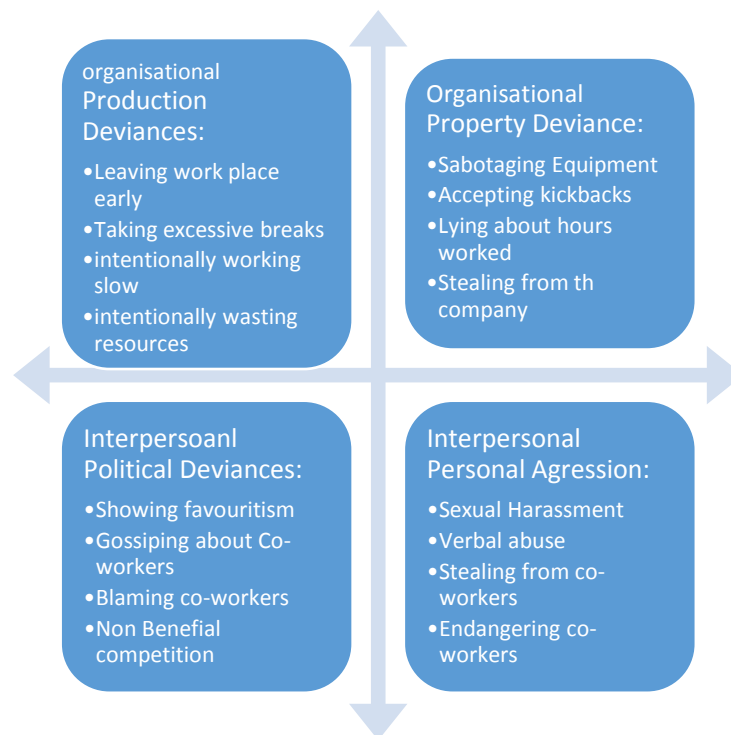 organisational
Production
Deviances:
•Leaving work place
early
•Taking excessive breaks
•intentionally working
slow
•intentionally wasting
resources
Organisational
Property Deviance:
•Sabotaging Equipment
•Accepting kickbacks
•Lying about hours
worked
•Stealing from th
company
Interpersoanl
Political Deviances:
•Showing favouritism
•Gossiping about Co-
workers
•Blaming co-workers
•Non Benefial
competition
Interpersonal
Personal Agression:
•Sexual Harassment
•Verbal abuse
•Stealing from co-
workers
•Endangering co-
workers